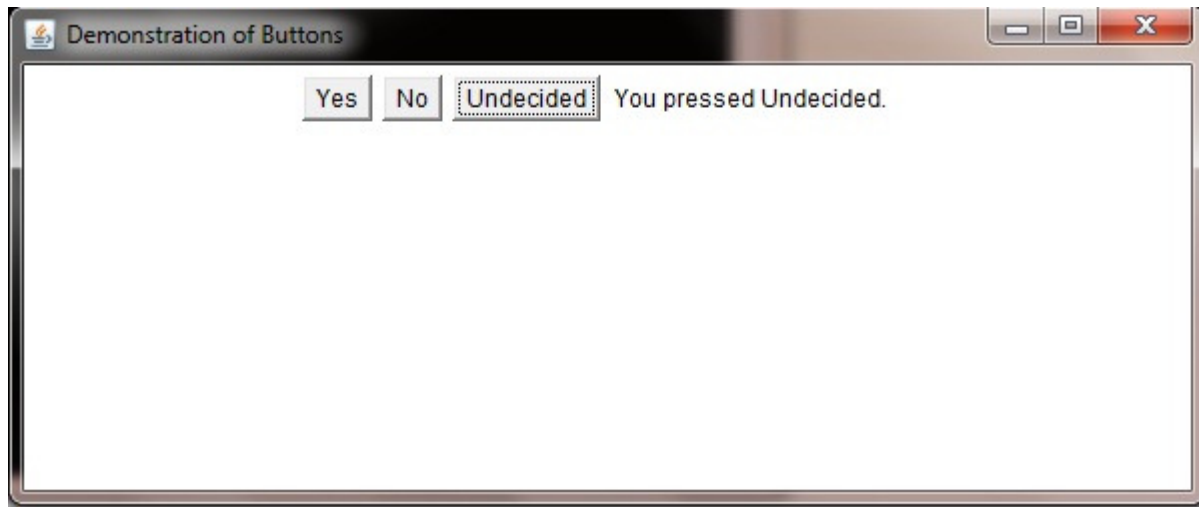 Demonstration of Buttons
Yes No Undecided You pressed Undecided.